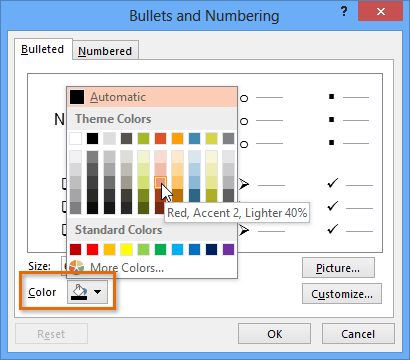 Bullets and Numbering ?
Bulleted Numbered
Automatic
N
Theme Colors
Red, Accent 2, Lighter 40%
Standard Colors
More Colors...
Size:
Picture...
Color
Customize...
Reset OK Cancel